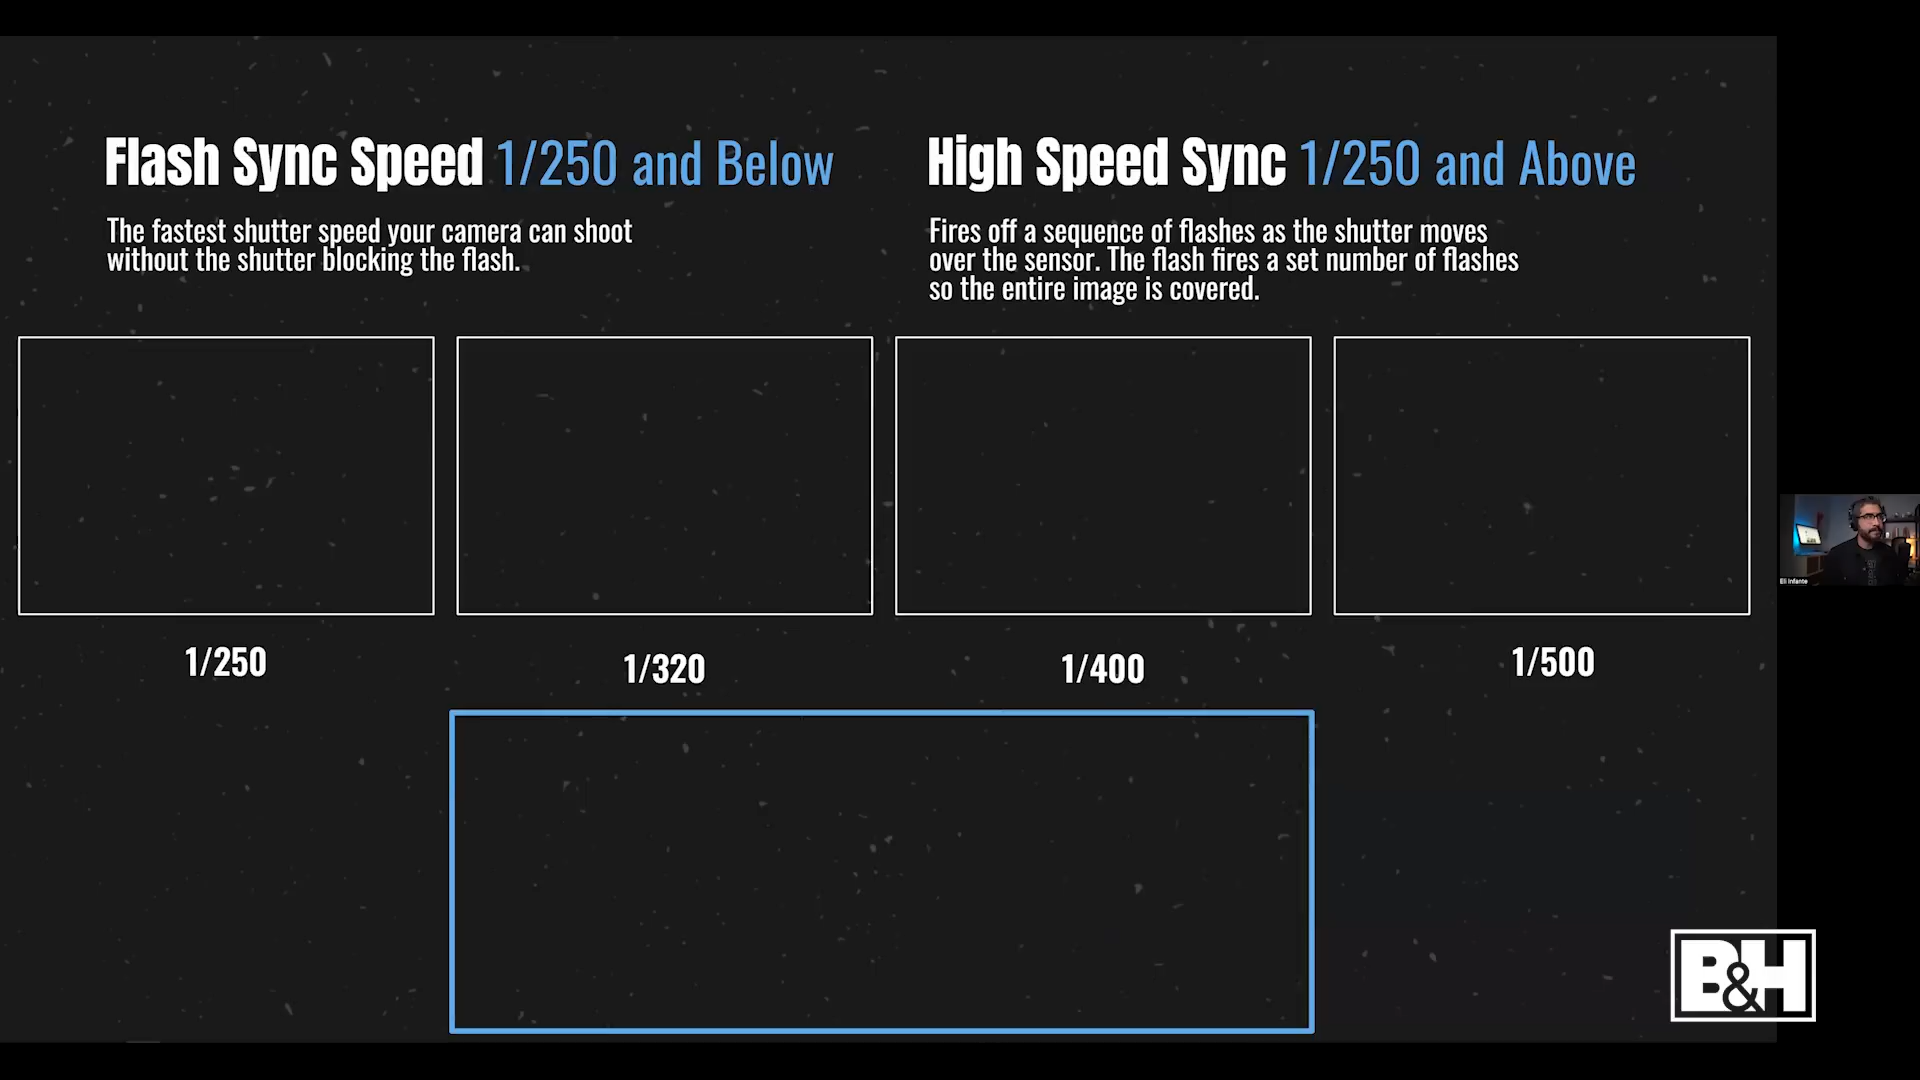 Flash Sync Speed 1/250 and Below
The fastest shutter speed your camera can shoot
without the shutter blocking the flash.
High Speed Sync 1/250 and Above
Fires off a sequence of flashes as the shutter moves
over the sensor. The flash fires a set number of flashes
so the entire image is covered.
1/250
1/320
1/400
1/500
Eli Infante
B&H